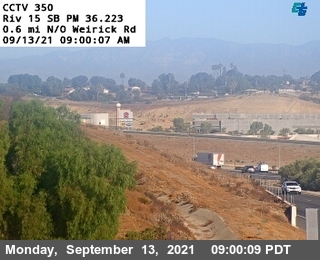 CCTV 350
Riv 15 SB PM 36.223
0.6 mi N/O Weirick Rd
09/13/21 09:00:07 AM
Monday, September 13, 2021 09:00:09 PDT